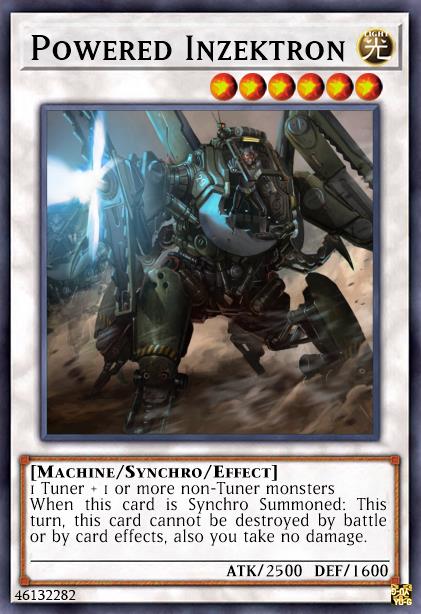 POWERED INZEKTRON
LIGHT
光
[MACHINE/SYNCHRO/EFFECT]
1 Tuner + 1 or more non-Tuner monsters
When this card is Synchro Summoned: This
turn, this card cannot be destroyed by battle
or by card effects, also you take no damage.
ATK/2500 DEF/1600
46132282